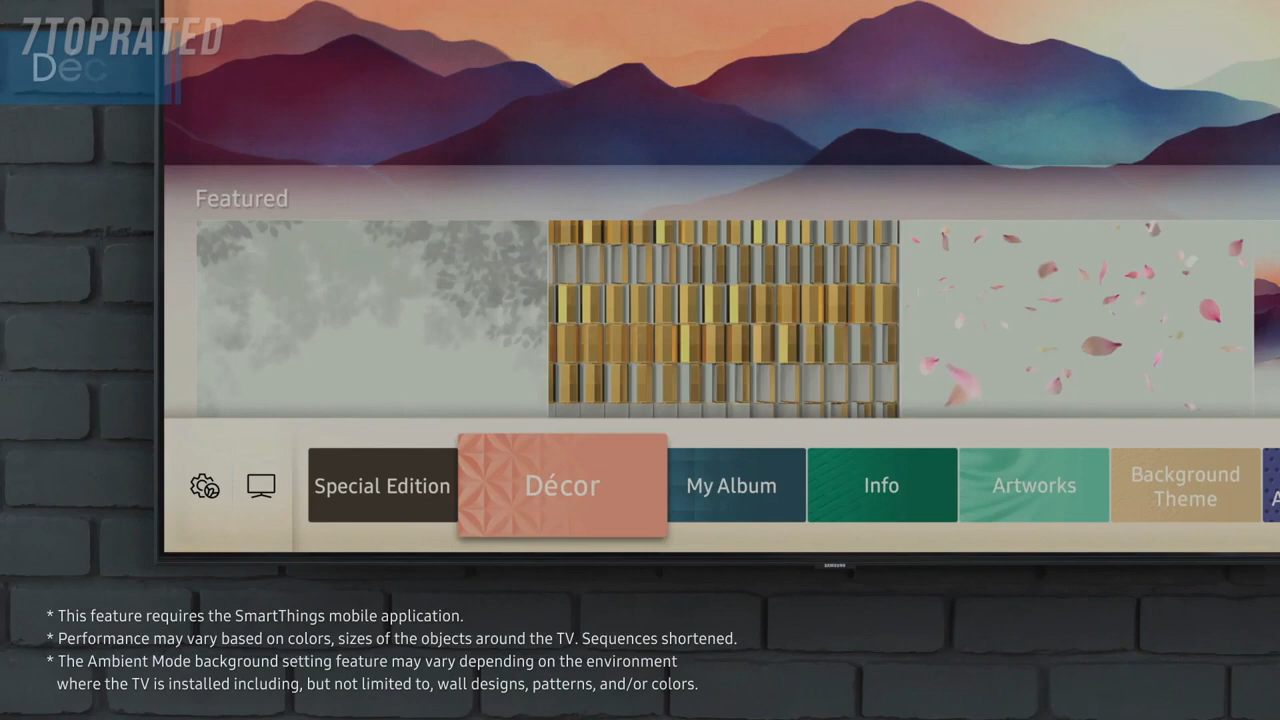 7TOPRATED
Dec
Featured
Special Edition
Décor
My Album
Info
Artworks
Background
Theme
A
SAMSUNG
* This feature requires the SmartThings mobile application.
* Performance may vary based on colors, sizes of the objects around the TV. Sequences shortened.
* The Ambient Mode background setting feature may vary depending on the environment
where the TV is installed including, but not limited to, wall designs, patterns, and/or colors.